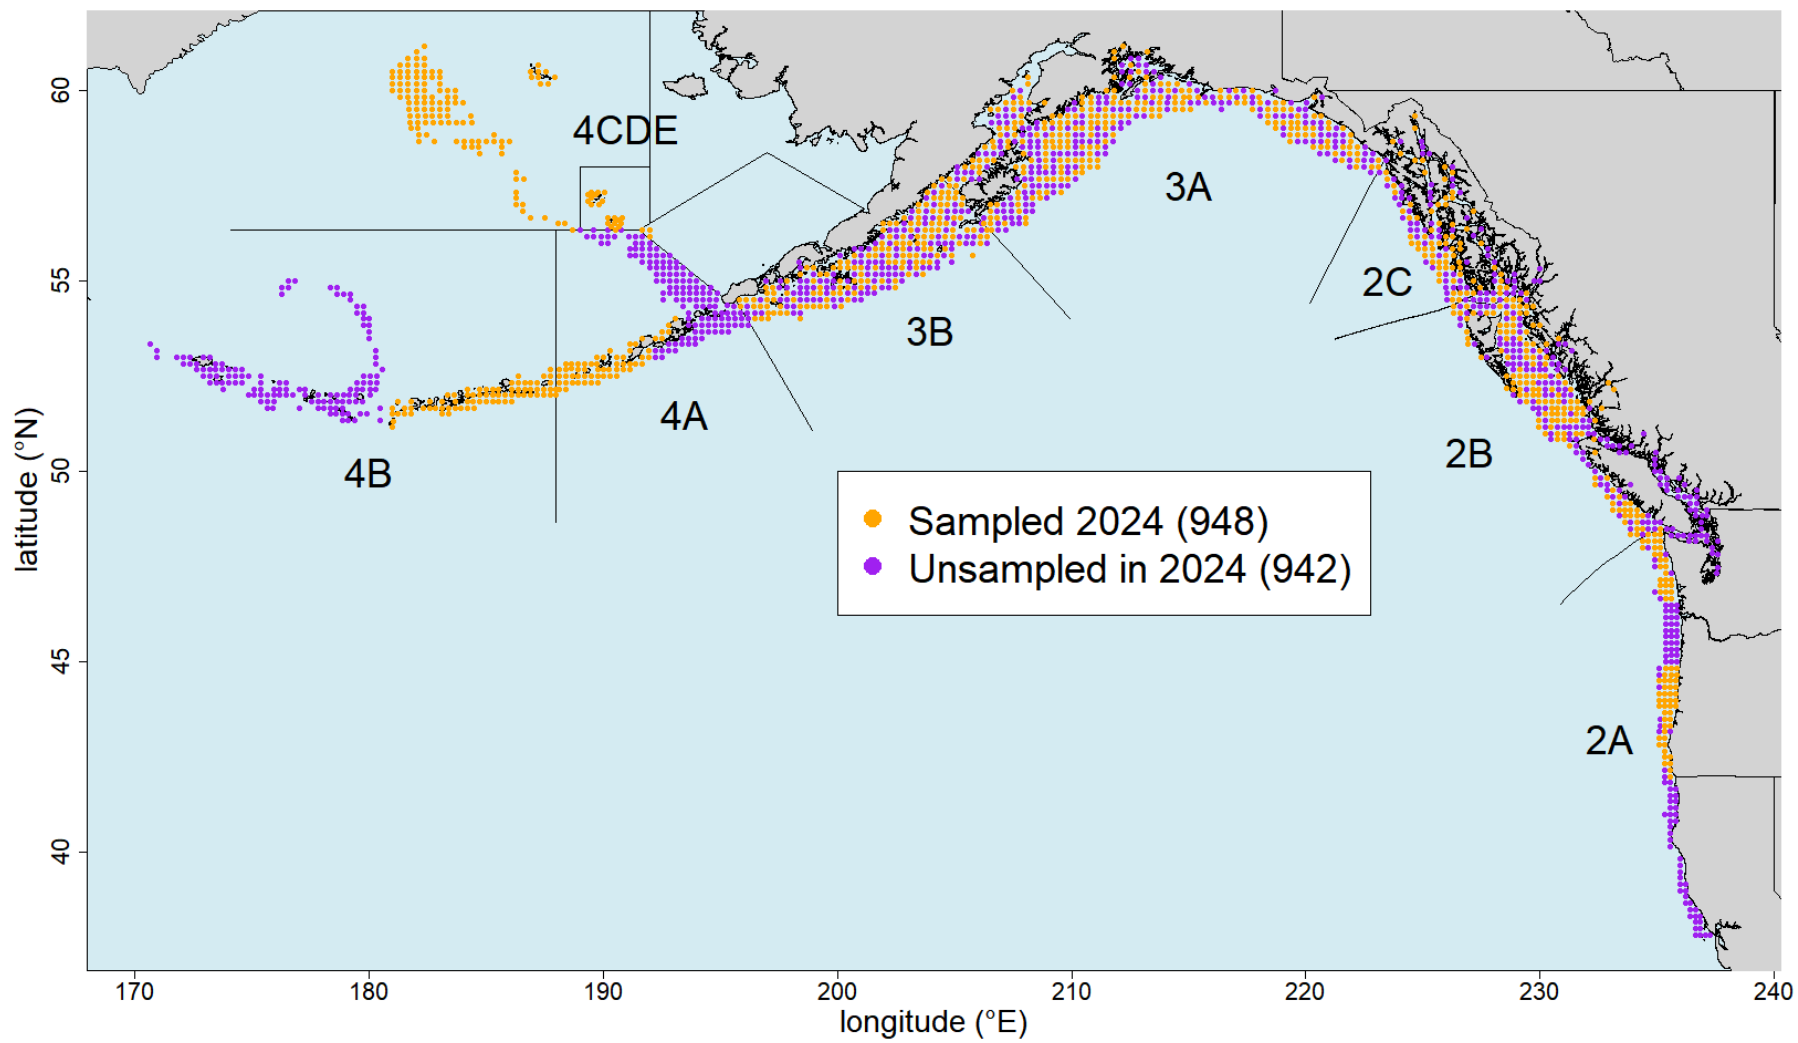 60
55
50
45
40
latitude (°N)
4CDE
3A
2C
3B
4A
2B
4B
2A
Sampled 2024 (948)
Unsampled in 2024 (942)
170
180
190
200
210
220
230
240
longitude (°E)